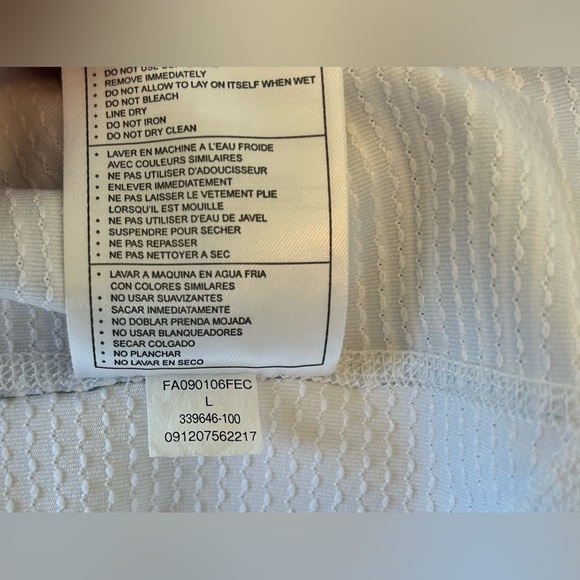 DO NOT USE
REMOVE IMMEDIATELY
DO NOT ALLOW TO LAY ON ITSELF WHEN WET
DO NOT BLEACH
LINE DRY
DO NOT IRON
DO NOT DRY CLEAN
LAVER EN MACHINE A L'EAU FROIDE
AVEC COULEURS SIMILAIRES
NE PAS UTILISER D'ADOUCISSEUR
ENLEVER IMMEDIATEMENT
NE PAS LAISSER LE VETEMENT PLIE
LORSQU'IL EST MOUILLE
NE PAS UTILISER D'EAU DE JAVEL
SUSPENDRE POUR SECHER
NE PAS REPASSER
NE PAS NETTOYER A SEC
LAVAR A MAQUINA EN AGUA FRIA
CON COLORES SIMILARES
NO USAR SUAVIZANTES
SACAR INMEDIATAMENTE
NO DOBLAR PRENDA MOJADA
NO USAR BLANQUEADORES
SECAR COLGADO
NO PLANCHAR
NO LAVAR EN SECO
FA090106FEC
L
339646-100
091207562217